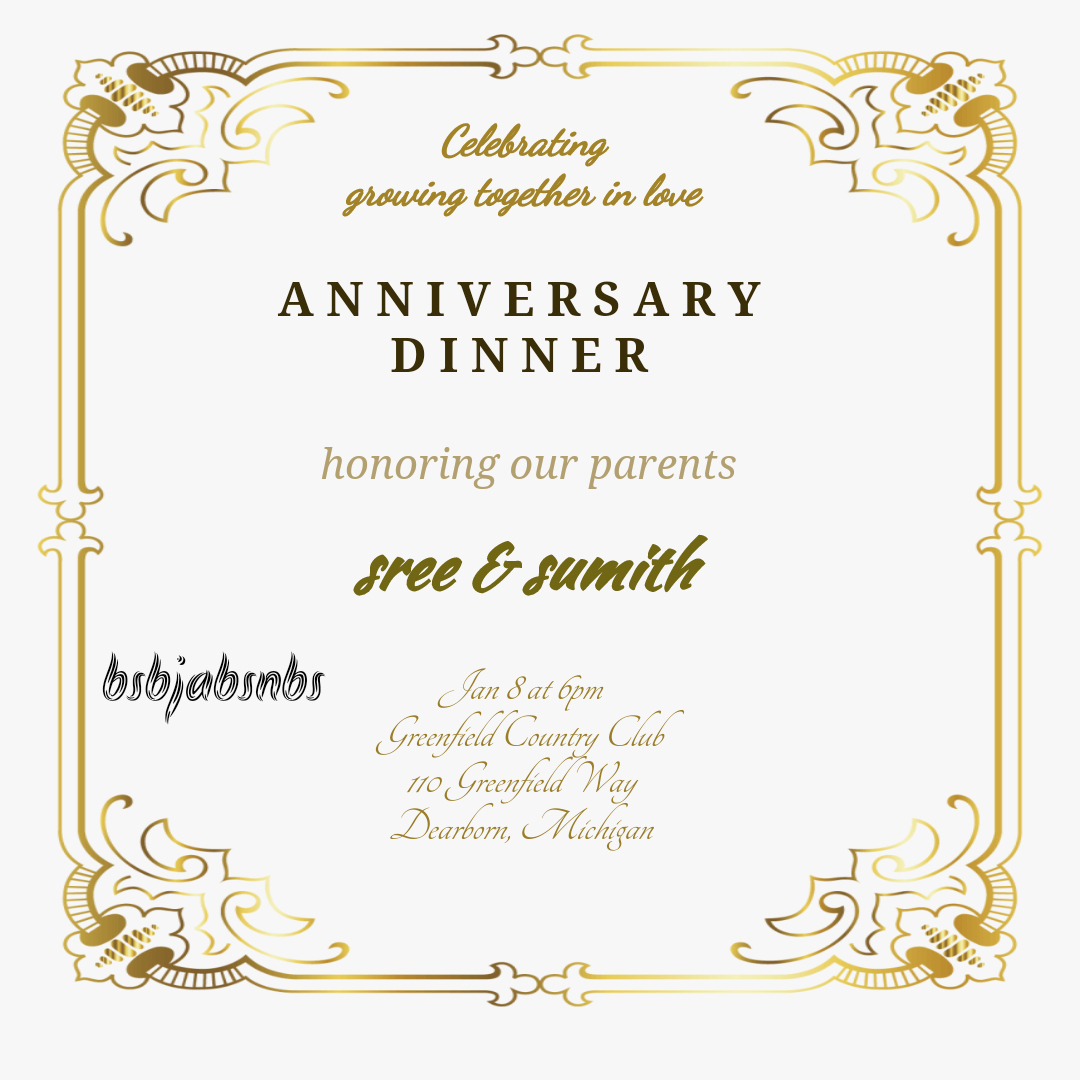 Celebrating
growing together in love
ANNIVERSARY
DINNER
honoring our parents
sree & sumith
bsbjabsnbs
Jan 8 at 6pm
Greenfield Country Club
110 Greenfield Way
Dearborn, Michigan